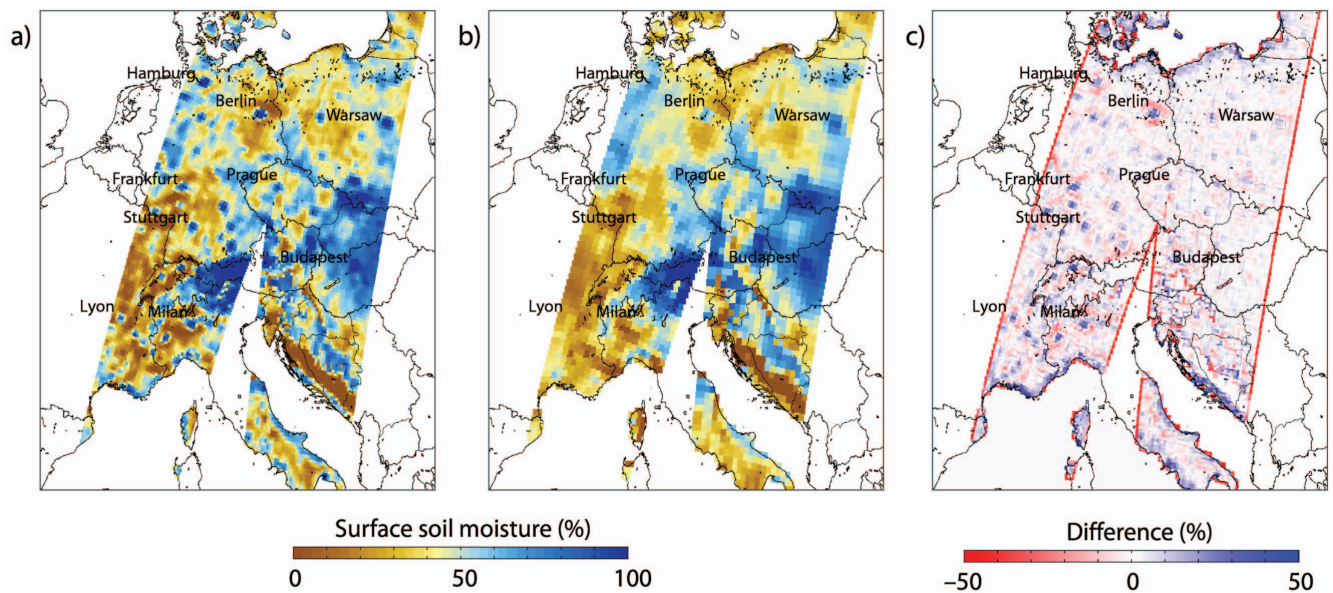 a)
Hamburg
Berlin
Warsaw
Frankfurt
Prague
Stuttgart
Budapest
Lyon
Milan
b)
Hamburg
Berlin
Warsaw
Frankfurt
Prague
Stuttgart
Budapest
Lyon
Milan
c)
Hamburg
Berlin
Warsaw
Frankfurt
Prague
Stuttgart
Budapest
Lyon
Milan
Surface soil moisture (%)
0 50 100
Difference (%)
–50 0 50